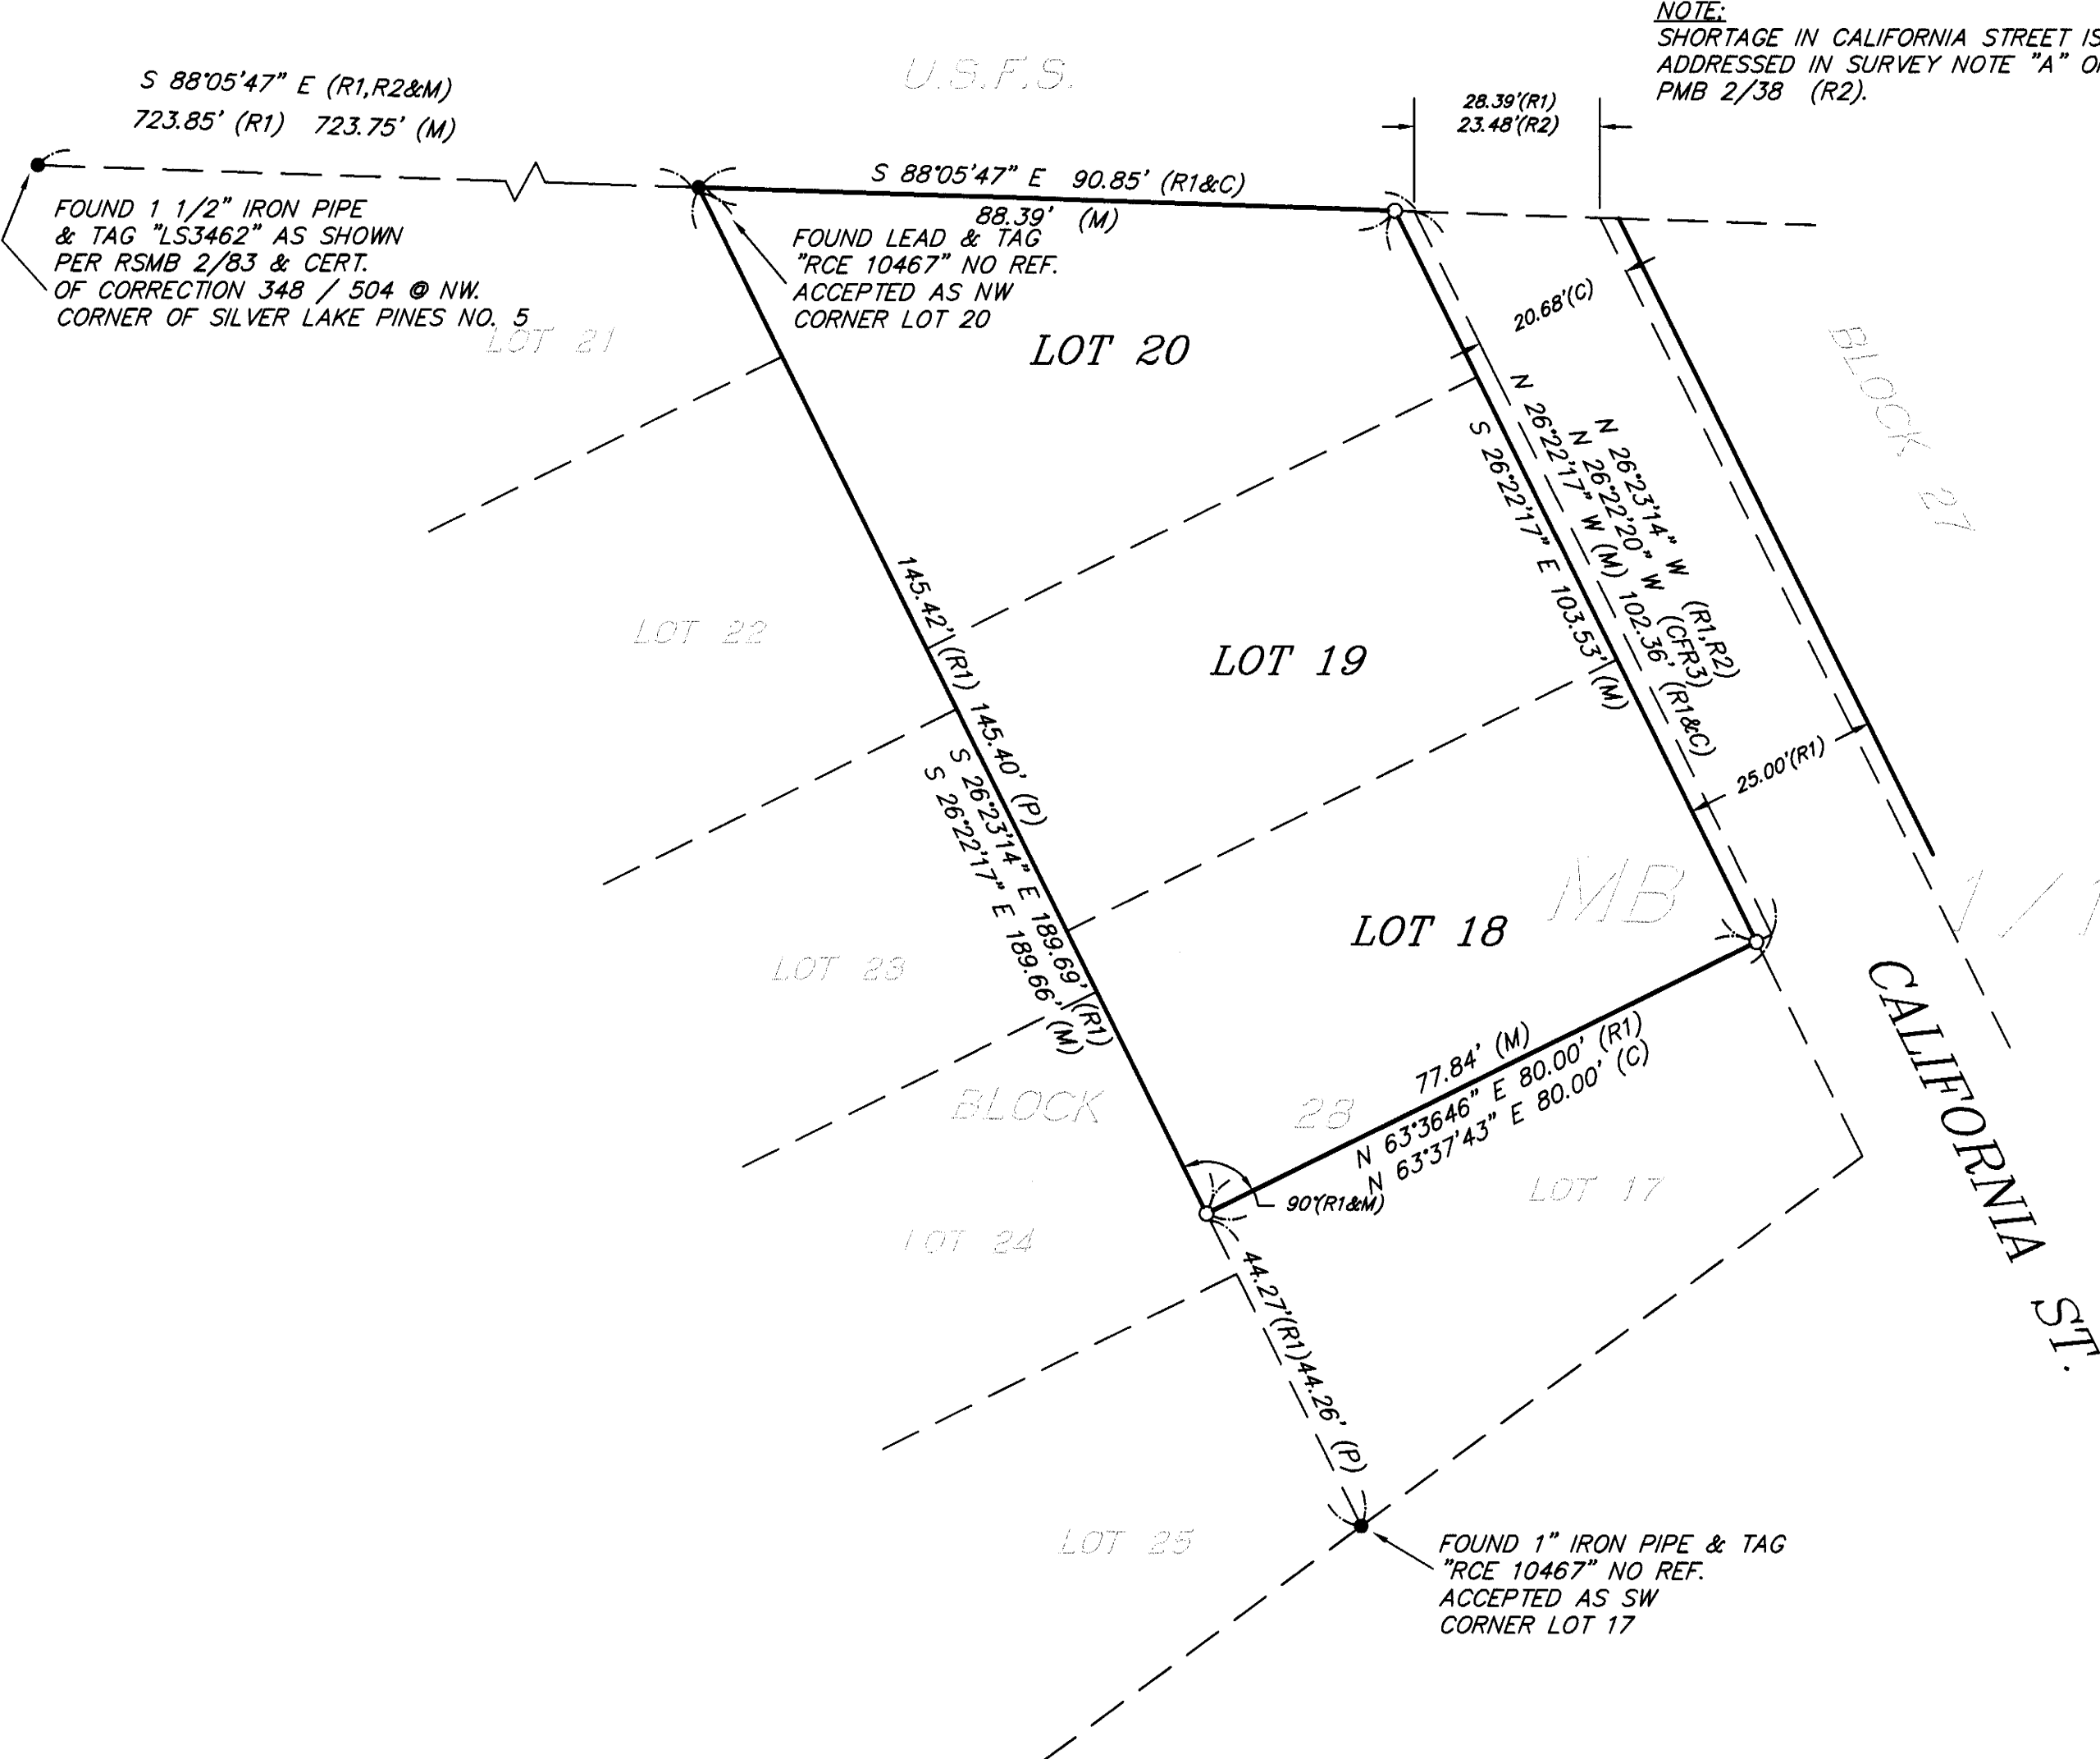 NOTE:
SHORTAGE IN CALIFORNIA STREET IS
ADDRESSED IN SURVEY NOTE "A"
PMB 2/38 (R2).
S 88°05'47" E (R1,R2&M)
723.85' (R1) 723.75' (M)
U.S.F.S.
28.39'(R1)
23.48'(R2)
S 88°05'47" E 90.85' (R1&C)
88.39' (M)
FOUND 1 1/2" IRON PIPE
& TAG "LS3462" AS SHOWN
PER RSMB 2/83 & CERT.
OF CORRECTION 348 / 504 @ NW.
CORNER OF SILVER LAKE PINES NO. 5
FOUND LEAD & TAG
"RCE 10467" NO REF.
ACCEPTED AS NW
CORNER LOT 20
20.68'(C)
LOT 21
LOT 20
BLOCK 27
N 26°23'14" W (R1,R2)
N 26°22'20" W (CFR3)
N 26°22'17" W (M) 102.36' (R1&C)
S 26°22'17" E 103.53' (M)
145.42' (R1) 145.40' (P)
S 26°23'14" E 189.69' (R1)
S 26°22'17" E 189.66' (M)
LOT 22
LOT 19
25.00'(R1)
LOT 23
LOT 18
MB 1/1
CALIFORNIA ST.
77.84' (M)
N 63°3646" E 80.00' (R1)
N 63°37'43" E 80.00' (C)
BLOCK 28
90°(R1&M)
LOT 17
LOT 24
44.27'(R1)44.26' (P)
LOT 25
FOUND 1" IRON PIPE & TAG
"RCE 10467" NO REF.
ACCEPTED AS SW
CORNER LOT 17